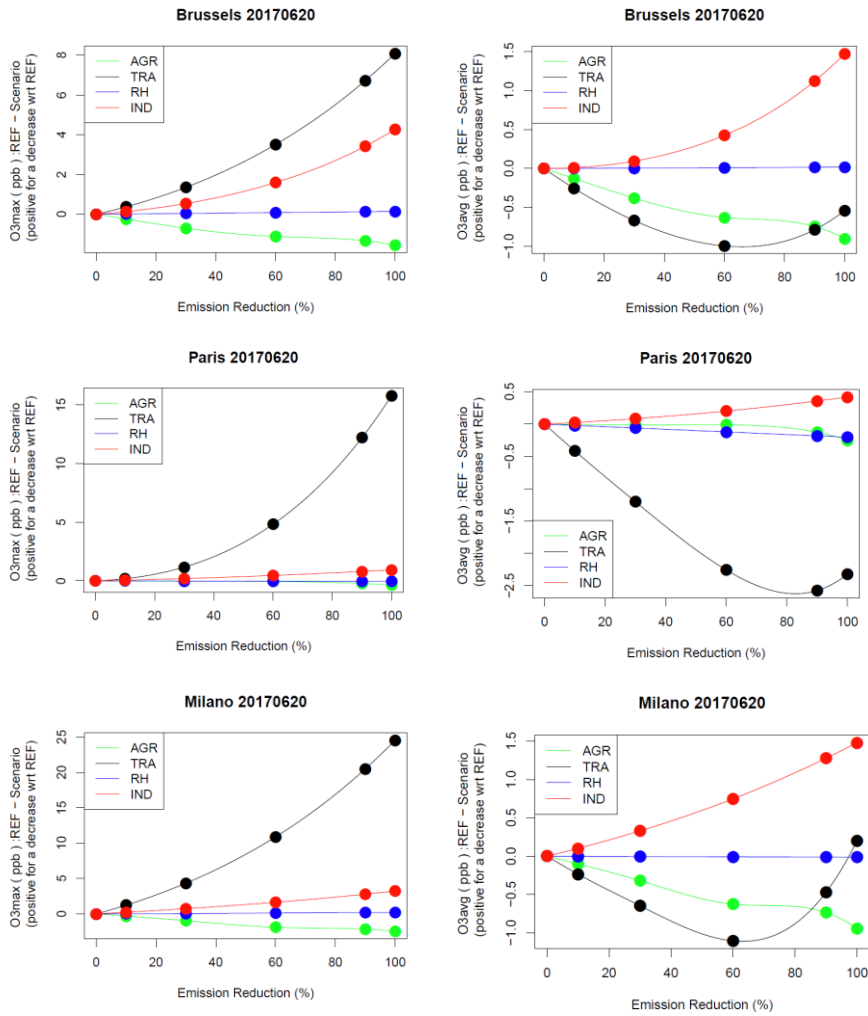 Brussels 20170620
O3max ( ppb ) :REF − Scenario
(positive for a decrease wrt REF)
8
6
4
2
0
AGR
TRA
RH
IND
0 20 40 60 80 100
Emission Reduction (%)
Brussels 20170620
O3avg ( ppb ) :REF − Scenario
(positive for a decrease wrt REF)
1.5
1.0
0.5
0.0
−0.5
−1.0
AGR
TRA
RH
IND
0 20 40 60 80 100
Emission Reduction (%)
Paris 20170620
O3max ( ppb ) :REF − Scenario
(positive for a decrease wrt REF)
15
10
5
0
AGR
TRA
RH
IND
0 20 40 60 80 100
Emission Reduction (%)
Paris 20170620
O3avg ( ppb ) :REF − Scenario
(positive for a decrease wrt REF)
0.5
−0.5
−1.5
−2.5
AGR
TRA
RH
IND
0 20 40 60 80 100
Emission Reduction (%)
Milano 20170620
O3max ( ppb ) :REF − Scenario
(positive for a decrease wrt REF)
25
20
15
10
5
0
AGR
TRA
RH
IND
0 20 40 60 80 100
Emission Reduction (%)
Milano 20170620
O3avg ( ppb ) :REF − Scenario
(positive for a decrease wrt REF)
1.5
1.0
0.5
0.0
−0.5
−1.0
AGR
TRA
RH
IND
0 20 40 60 80 100
Emission Reduction (%)